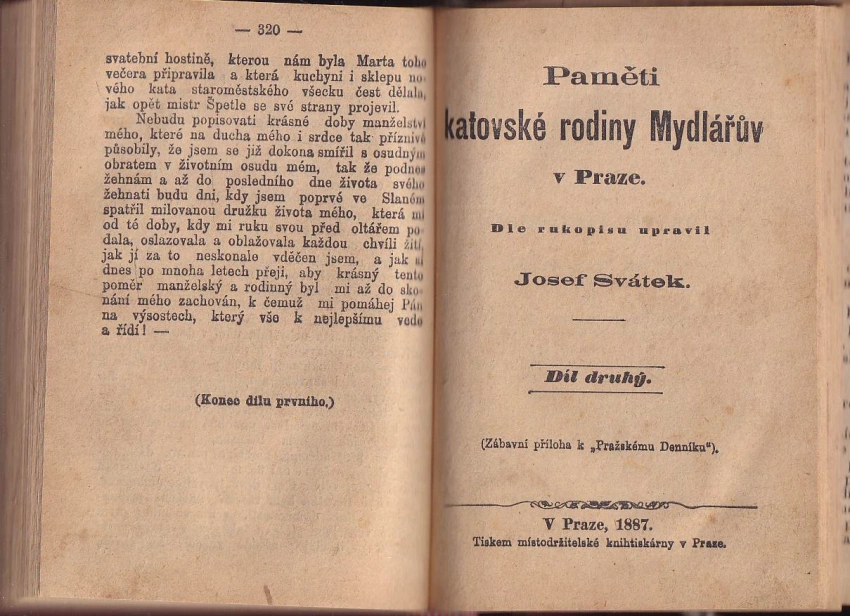 — 320 —
svatební hostině, kterou nám byla Marta toho
večera připravila a která kuchyní i sklepu no-
vého kata staroměstského všecku čest dělala,
jak opět mistr Špetle se své strany projevil.
Nebudu popisovati krásné doby manželství
mého, které na ducha mého i srdce tak příznivě
působily, že jsem se již dokona smířil s osudným
obratem v životním osudu mém, tak že podnes
žehnám a až do posledního dne života svého
žehnati budu dni, kdy jsem poprvé ve Slaném
spatřil milovanou družku života mého, která mi
od té doby, kdy mi ruku svou před oltářem po-
dala, oslazovala a oblažovala každou chvíli žití,
jak jí za to neskonale vděčen jsem, a jak si
dnes po mnoha letech přeji, aby krásný tento
poměr manželský a rodinný byl mi až do sko-
nání mého zachován, k čemuž mi pomáhej Pán
na výsostech, který vše k nejlepšímu vede
a řídí! —
(Konec dílu prvního.)
Paměti
katovské rodiny Mydlářův
v Praze.
Dle rukopisu upravil
Josef Svátek.
Díl druhý.
(Zábavní příloha k „Pražskému Denníku“).
V Praze, 1887.
Tiskem místodržitelské knihtiskárny v Praze.